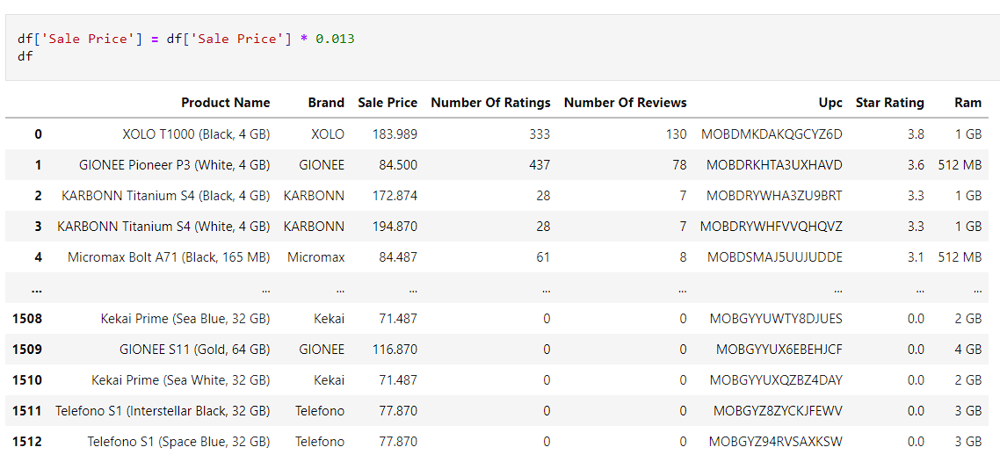 df['Sale Price'] = df['Sale Price'] * 0.013
df
Product Name Brand Sale Price Number Of Ratings Number Of Reviews Upc Star Rating Ram
0 XOLO T1000 (Black, 4 GB) XOLO 183.989 333 130 MOBDMKDAKQGCYZ6D 3.8 1 GB
1 GIONEE Pioneer P3 (White, 4 GB) GIONEE 84.500 437 78 MOBDRKHTA3UXHAVD 3.6 512 MB
2 KARBONN Titanium S4 (Black, 4 GB) KARBONN 172.874 28 7 MOBDRYWHA3ZU9BRT 3.3 1 GB
3 KARBONN Titanium S4 (White, 4 GB) KARBONN 194.870 28 7 MOBDRYWHFVVQHQVZ 3.3 1 GB
4 Micromax Bolt A71 (Black, 165 MB) Micromax 84.487 61 8 MOBDSMAJ5UUJUDDE 3.1 512 MB
... ... ... ... ... ... ... ... ...
1508 Kekai Prime (Sea Blue, 32 GB) Kekai 71.487 0 0 MOBGYYUWTY8DJUES 0.0 2 GB
1509 GIONEE S11 (Gold, 64 GB) GIONEE 116.870 0 0 MOBGYYUX6EBEHJCF 0.0 4 GB
1510 Kekai Prime (Sea White, 32 GB) Kekai 71.487 0 0 MOBGYYUXQZBZ4DAY 0.0 2 GB
1511 Telefono S1 (Interstellar Black, 32 GB) Telefono 77.870 0 0 MOBGYZ8ZYCKJFEWV 0.0 3 GB
1512 Telefono S1 (Space Blue, 32 GB) Telefono 77.870 0 0 MOBGYZ94RVSAXKSW 0.0 3 GB